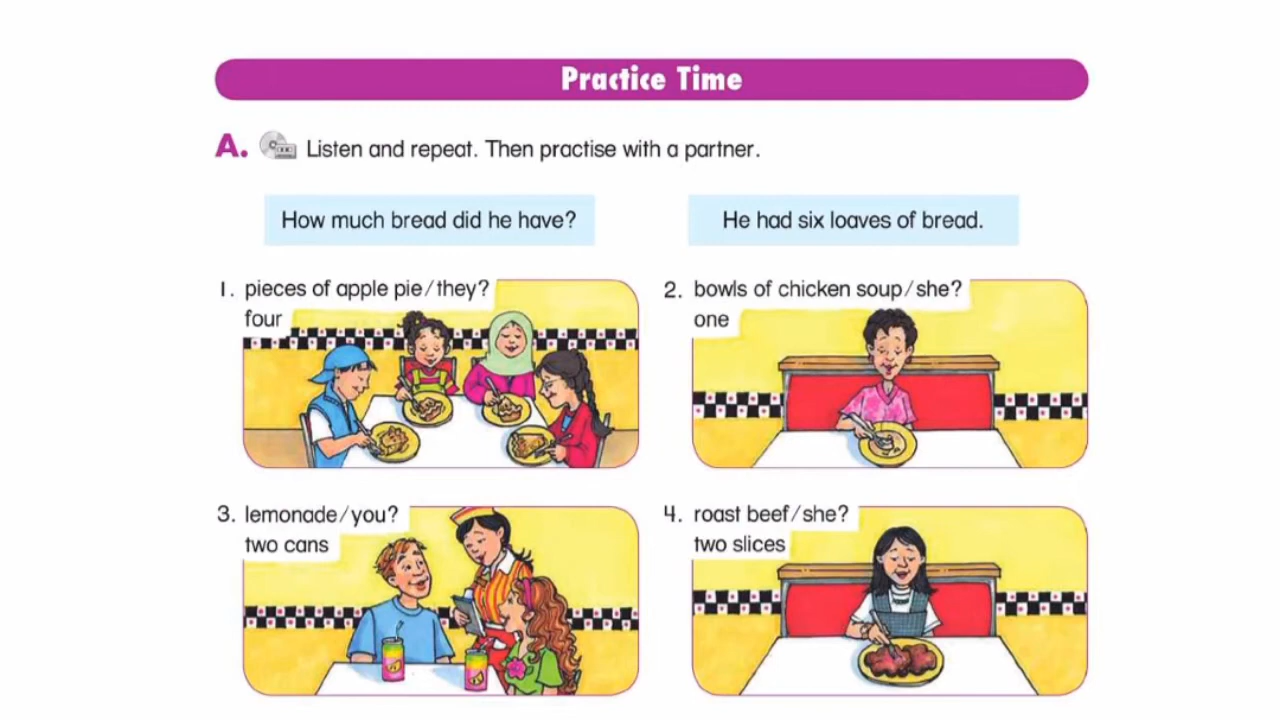 Practice Time
A. Listen and repeat. Then practise with a partner.
How much bread did he have?
He had six loaves of bread.
1. pieces of apple pie/they?
four
2. bowls of chicken soup/she?
one
3. lemonade/you?
two cans
4. roast beef/she?
two slices